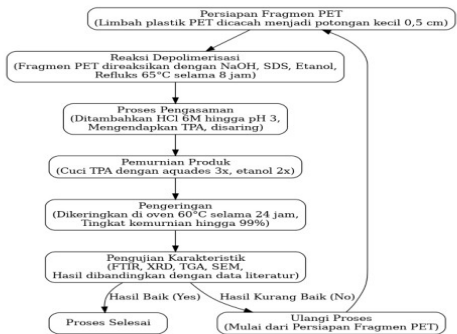 Persiapan Fragmen PET
(Limbah plastik PET dicacah menjadi potongan kecil 0,5 cm)
Reaksi Depolimerisasi
(Fragmen PET direaksikan dengan NaOH, SDS, Etanol,
Refluks 65°C selama 8 jam)
Proses Pengasaman
(Ditambahkan HCl 6M hingga pH 3,
Mengendapkan TPA, disaring)
Pemurnian Produk
(Cuci TPA dengan aquades 3x, etanol 2x)
Pengeringan
(Dikeringkan di oven 60°C selama 24 jam,
Tingkat kemurnian hingga 99%)
Pengujian Karakteristik
(FTIR, XRD, TGA, SEM,
Hasil dibandingkan dengan data literatur)
Hasil Baik (Yes)
Hasil Kurang Baik (No)
Proses Selesai
Ulangi Proses
(Mulai dari Persiapan Fragmen PET)